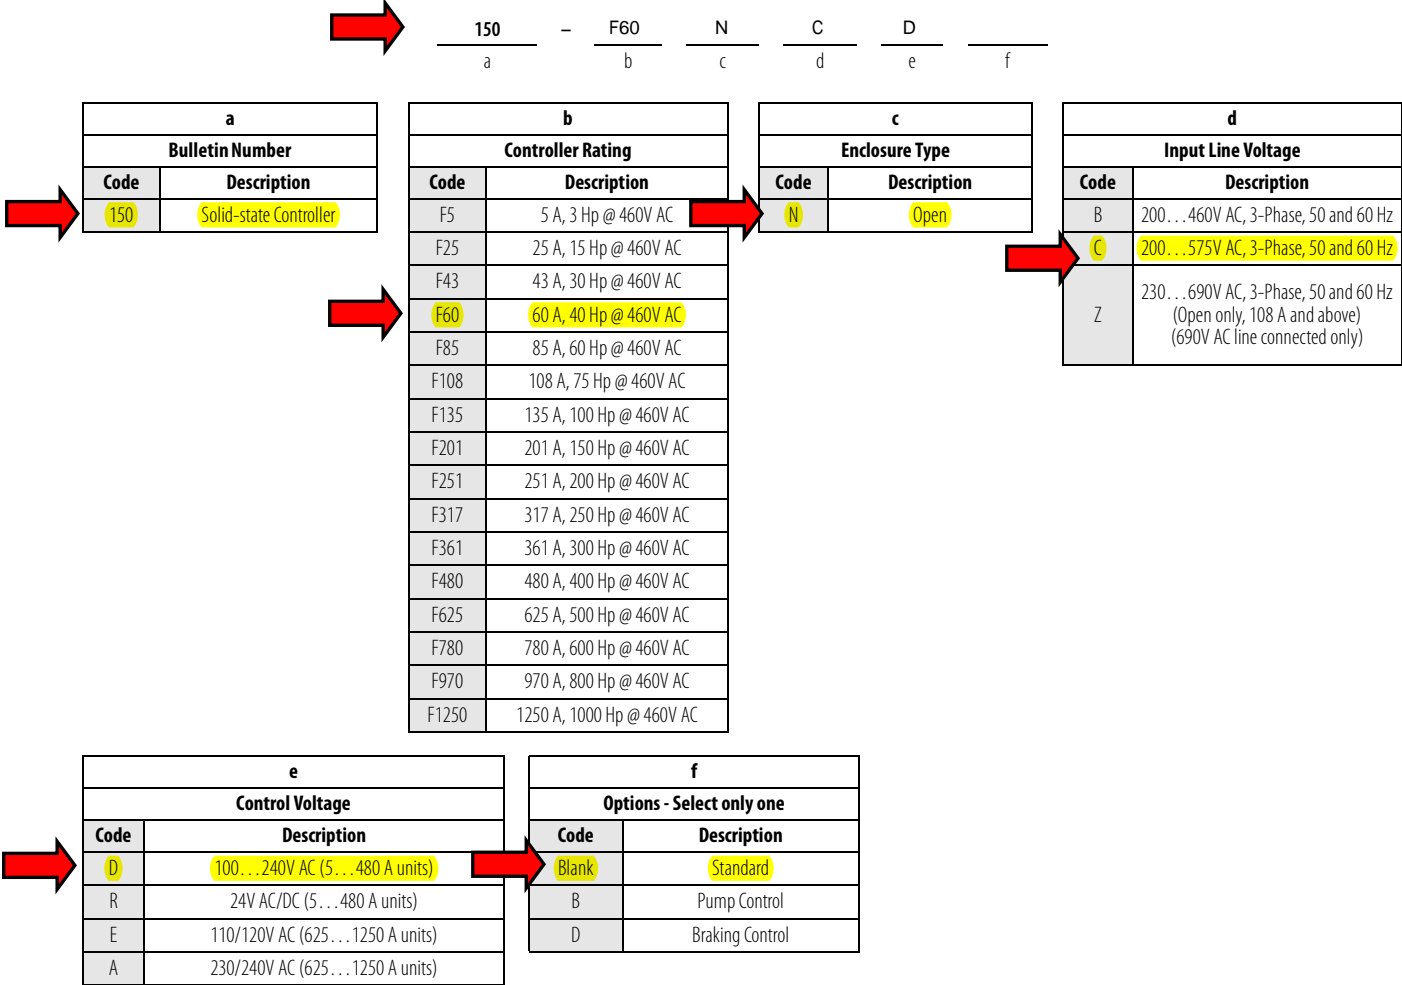 150 – F60 N C D
a b c d e f
a
Bulletin Number
Code Description
150 Solid-state Controller
b
Controller Rating
Code Description
F5 5 A, 3 Hp @ 460V AC
F25 25 A, 15 Hp @ 460V AC
F43 43 A, 30 Hp @ 460V AC
F60 60 A, 40 Hp @ 460V AC
F85 85 A, 60 Hp @ 460V AC
F108 108 A, 75 Hp @ 460V AC
F135 135 A, 100 Hp @ 460V AC
F201 201 A, 150 Hp @ 460V AC
F251 251 A, 200 Hp @ 460V AC
F317 317 A, 250 Hp @ 460V AC
F361 361 A, 300 Hp @ 460V AC
F480 480 A, 400 Hp @ 460V AC
F625 625 A, 500 Hp @ 460V AC
F780 780 A, 600 Hp @ 460V AC
F970 970 A, 800 Hp @ 460V AC
F1250 1250 A, 1000 Hp @ 460V AC
c
Enclosure Type
Code Description
N Open
d
Input Line Voltage
Code Description
B 200...460V AC, 3-Phase, 50 and 60 Hz
C 200...575V AC, 3-Phase, 50 and 60 Hz
Z 230...690V AC, 3-Phase, 50 and 60 Hz
(Open only, 108 A and above)
(690V AC line connected only)
e
Control Voltage
Code Description
D 100...240V AC (5...480 A units)
R 24V AC/DC (5...480 A units)
E 110/120V AC (625...1250 A units)
A 230/240V AC (625...1250 A units)
f
Options - Select only one
Code Description
Blank Standard
B Pump Control
D Braking Control